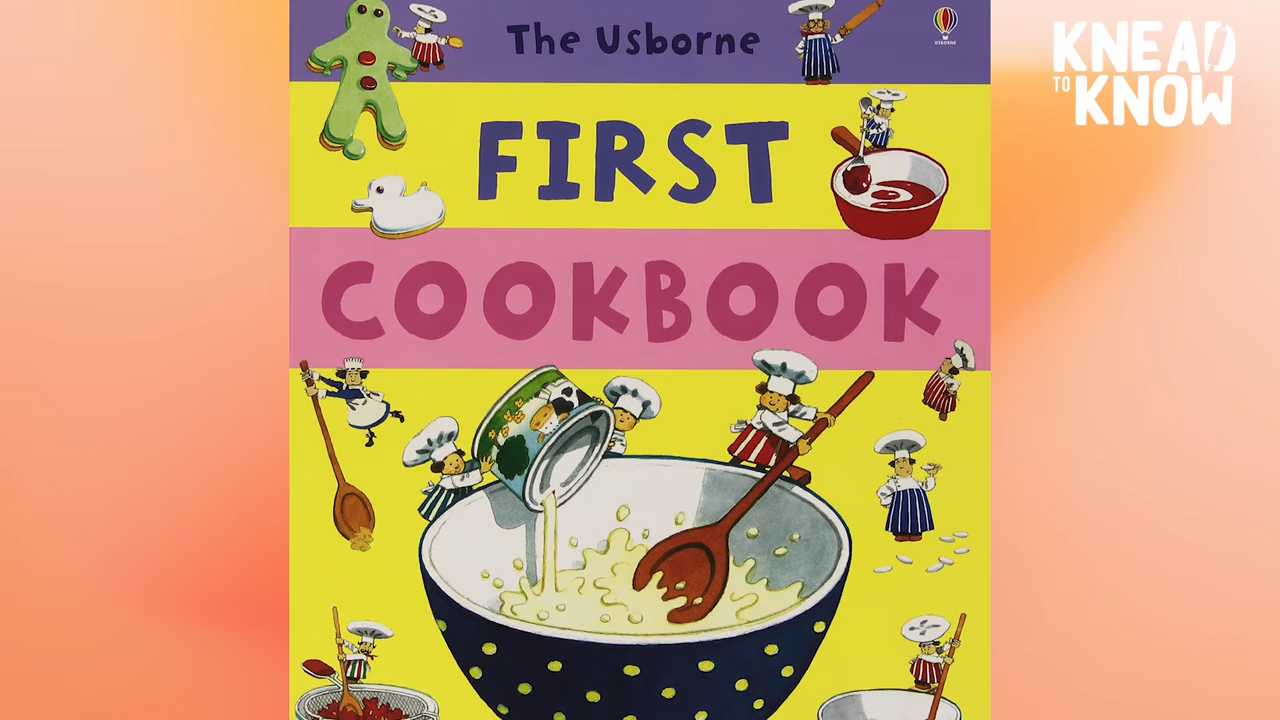 The Usborne
USBORNE
FIRST
COOKBOOK
KNEAD
TO KNOW